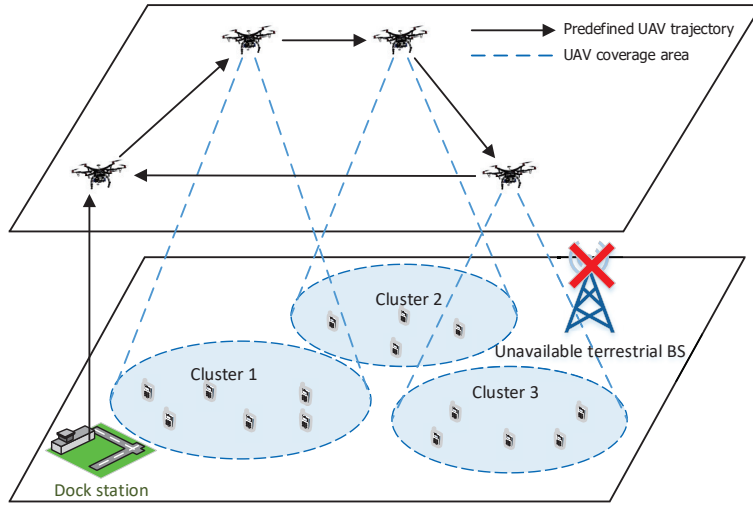 Predefined UAV trajectory
UAV coverage area
Cluster 2
Unavailable terrestrial BS
Cluster 1
Cluster 3
Dock station